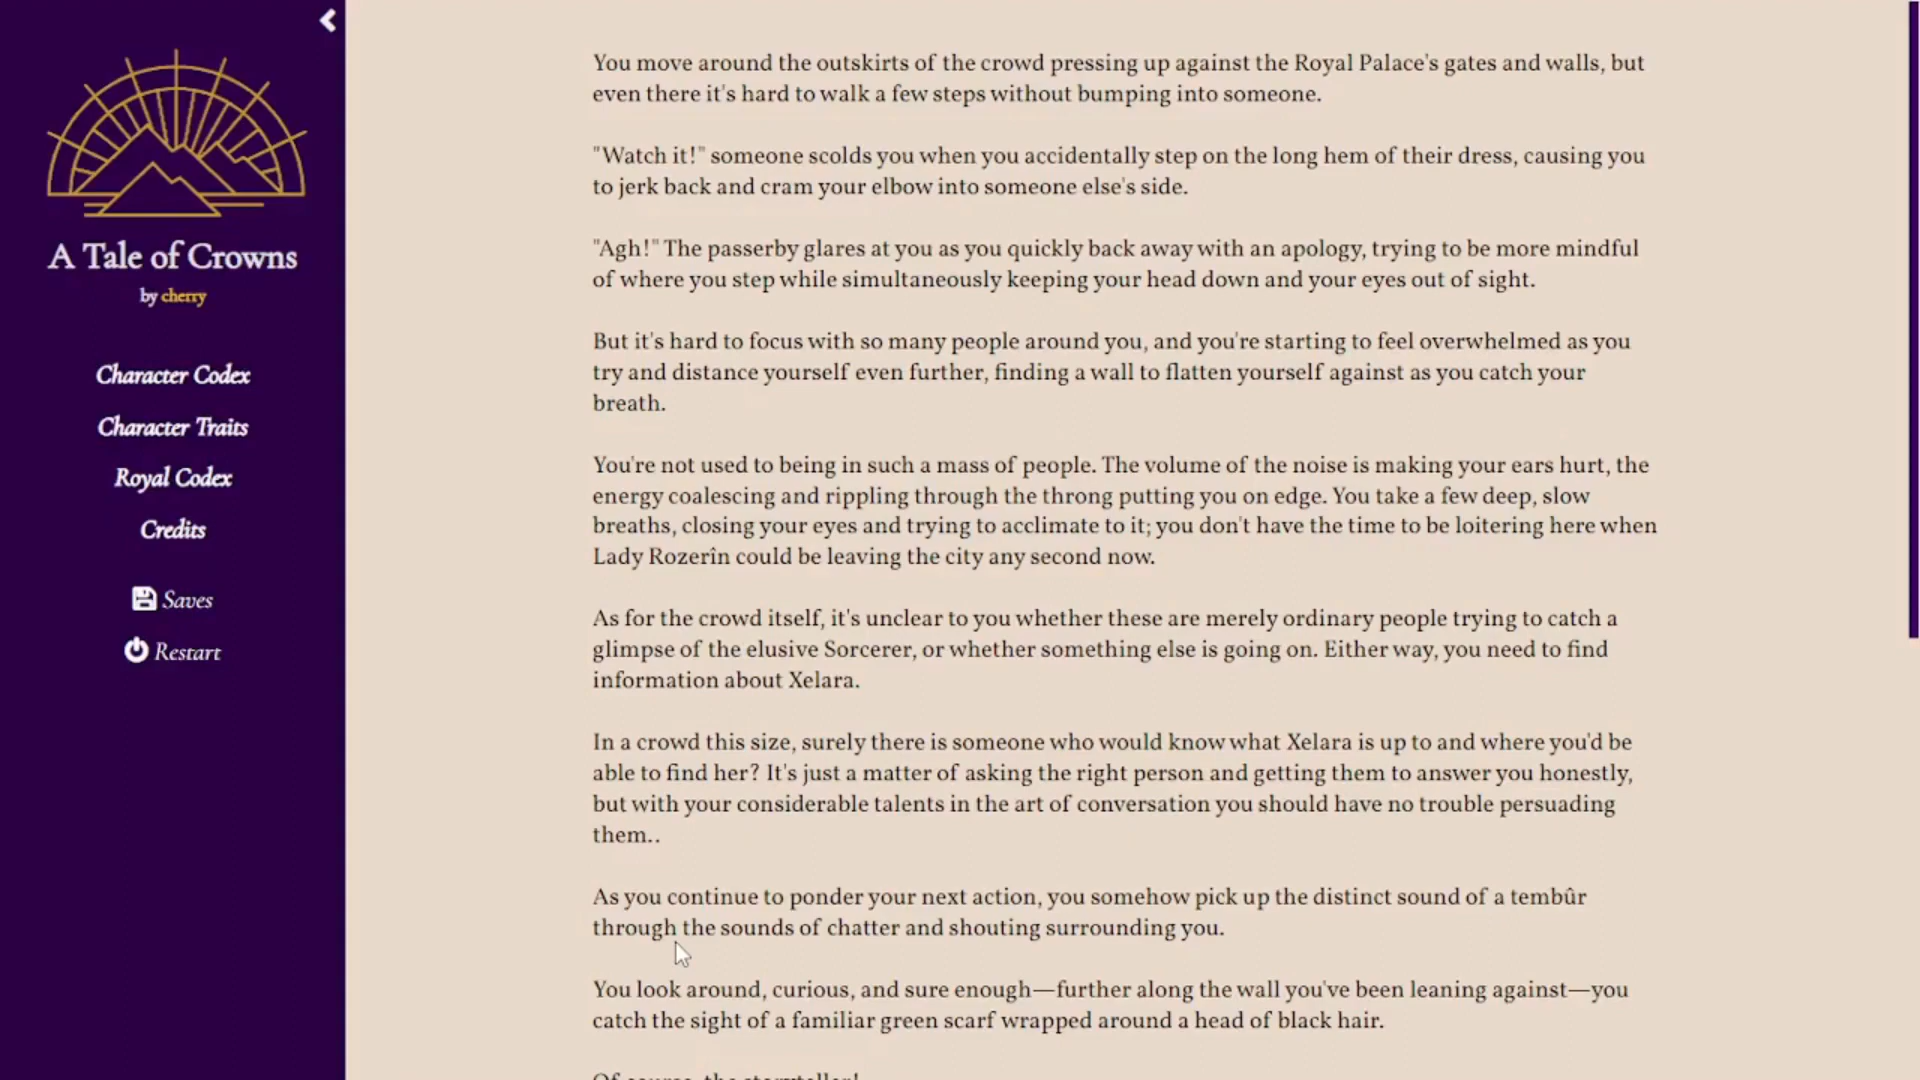 A Tale of Crowns
by cherry
Character Codex
Character Traits
Royal Codex
Credits
Saves
Restart
You move around the outskirts of the crowd pressing up against the Royal Palace's gates and walls, but
even there it's hard to walk a few steps without bumping into someone.
"Watch it!" someone scolds you when you accidentally step on the long hem of their dress, causing you
to jerk back and cram your elbow into someone else's side.
"Agh!" The passerby glares at you as you quickly back away with an apology, trying to be more mindful
of where you step while simultaneously keeping your head down and your eyes out of sight.
But it's hard to focus with so many people around you, and you're starting to feel overwhelmed as you
try and distance yourself even further, finding a wall to flatten yourself against as you catch your
breath.
You're not used to being in such a mass of people. The volume of the noise is making your ears hurt, the
energy coalescing and rippling through the throng putting you on edge. You take a few deep, slow
breaths, closing your eyes and trying to acclimate to it; you don't have the time to be loitering here when
Lady Rozerîn could be leaving the city any second now.
As for the crowd itself, it's unclear to you whether these are merely ordinary people trying to catch a
glimpse of the elusive Sorcerer, or whether something else is going on. Either way, you need to find
information about Xelara.
In a crowd this size, surely there is someone who would know what Xelara is up to and where you'd be
able to find her? It's just a matter of asking the right person and getting them to answer you honestly,
but with your considerable talents in the art of conversation you should have no trouble persuading
them..
As you continue to ponder your next action, you somehow pick up the distinct sound of a tembûr
through the sounds of chatter and shouting surrounding you.
You look around, curious, and sure enough—further along the wall you've been leaning against—you
catch the sight of a familiar green scarf wrapped around a head of black hair.
Of course, the storyteller!